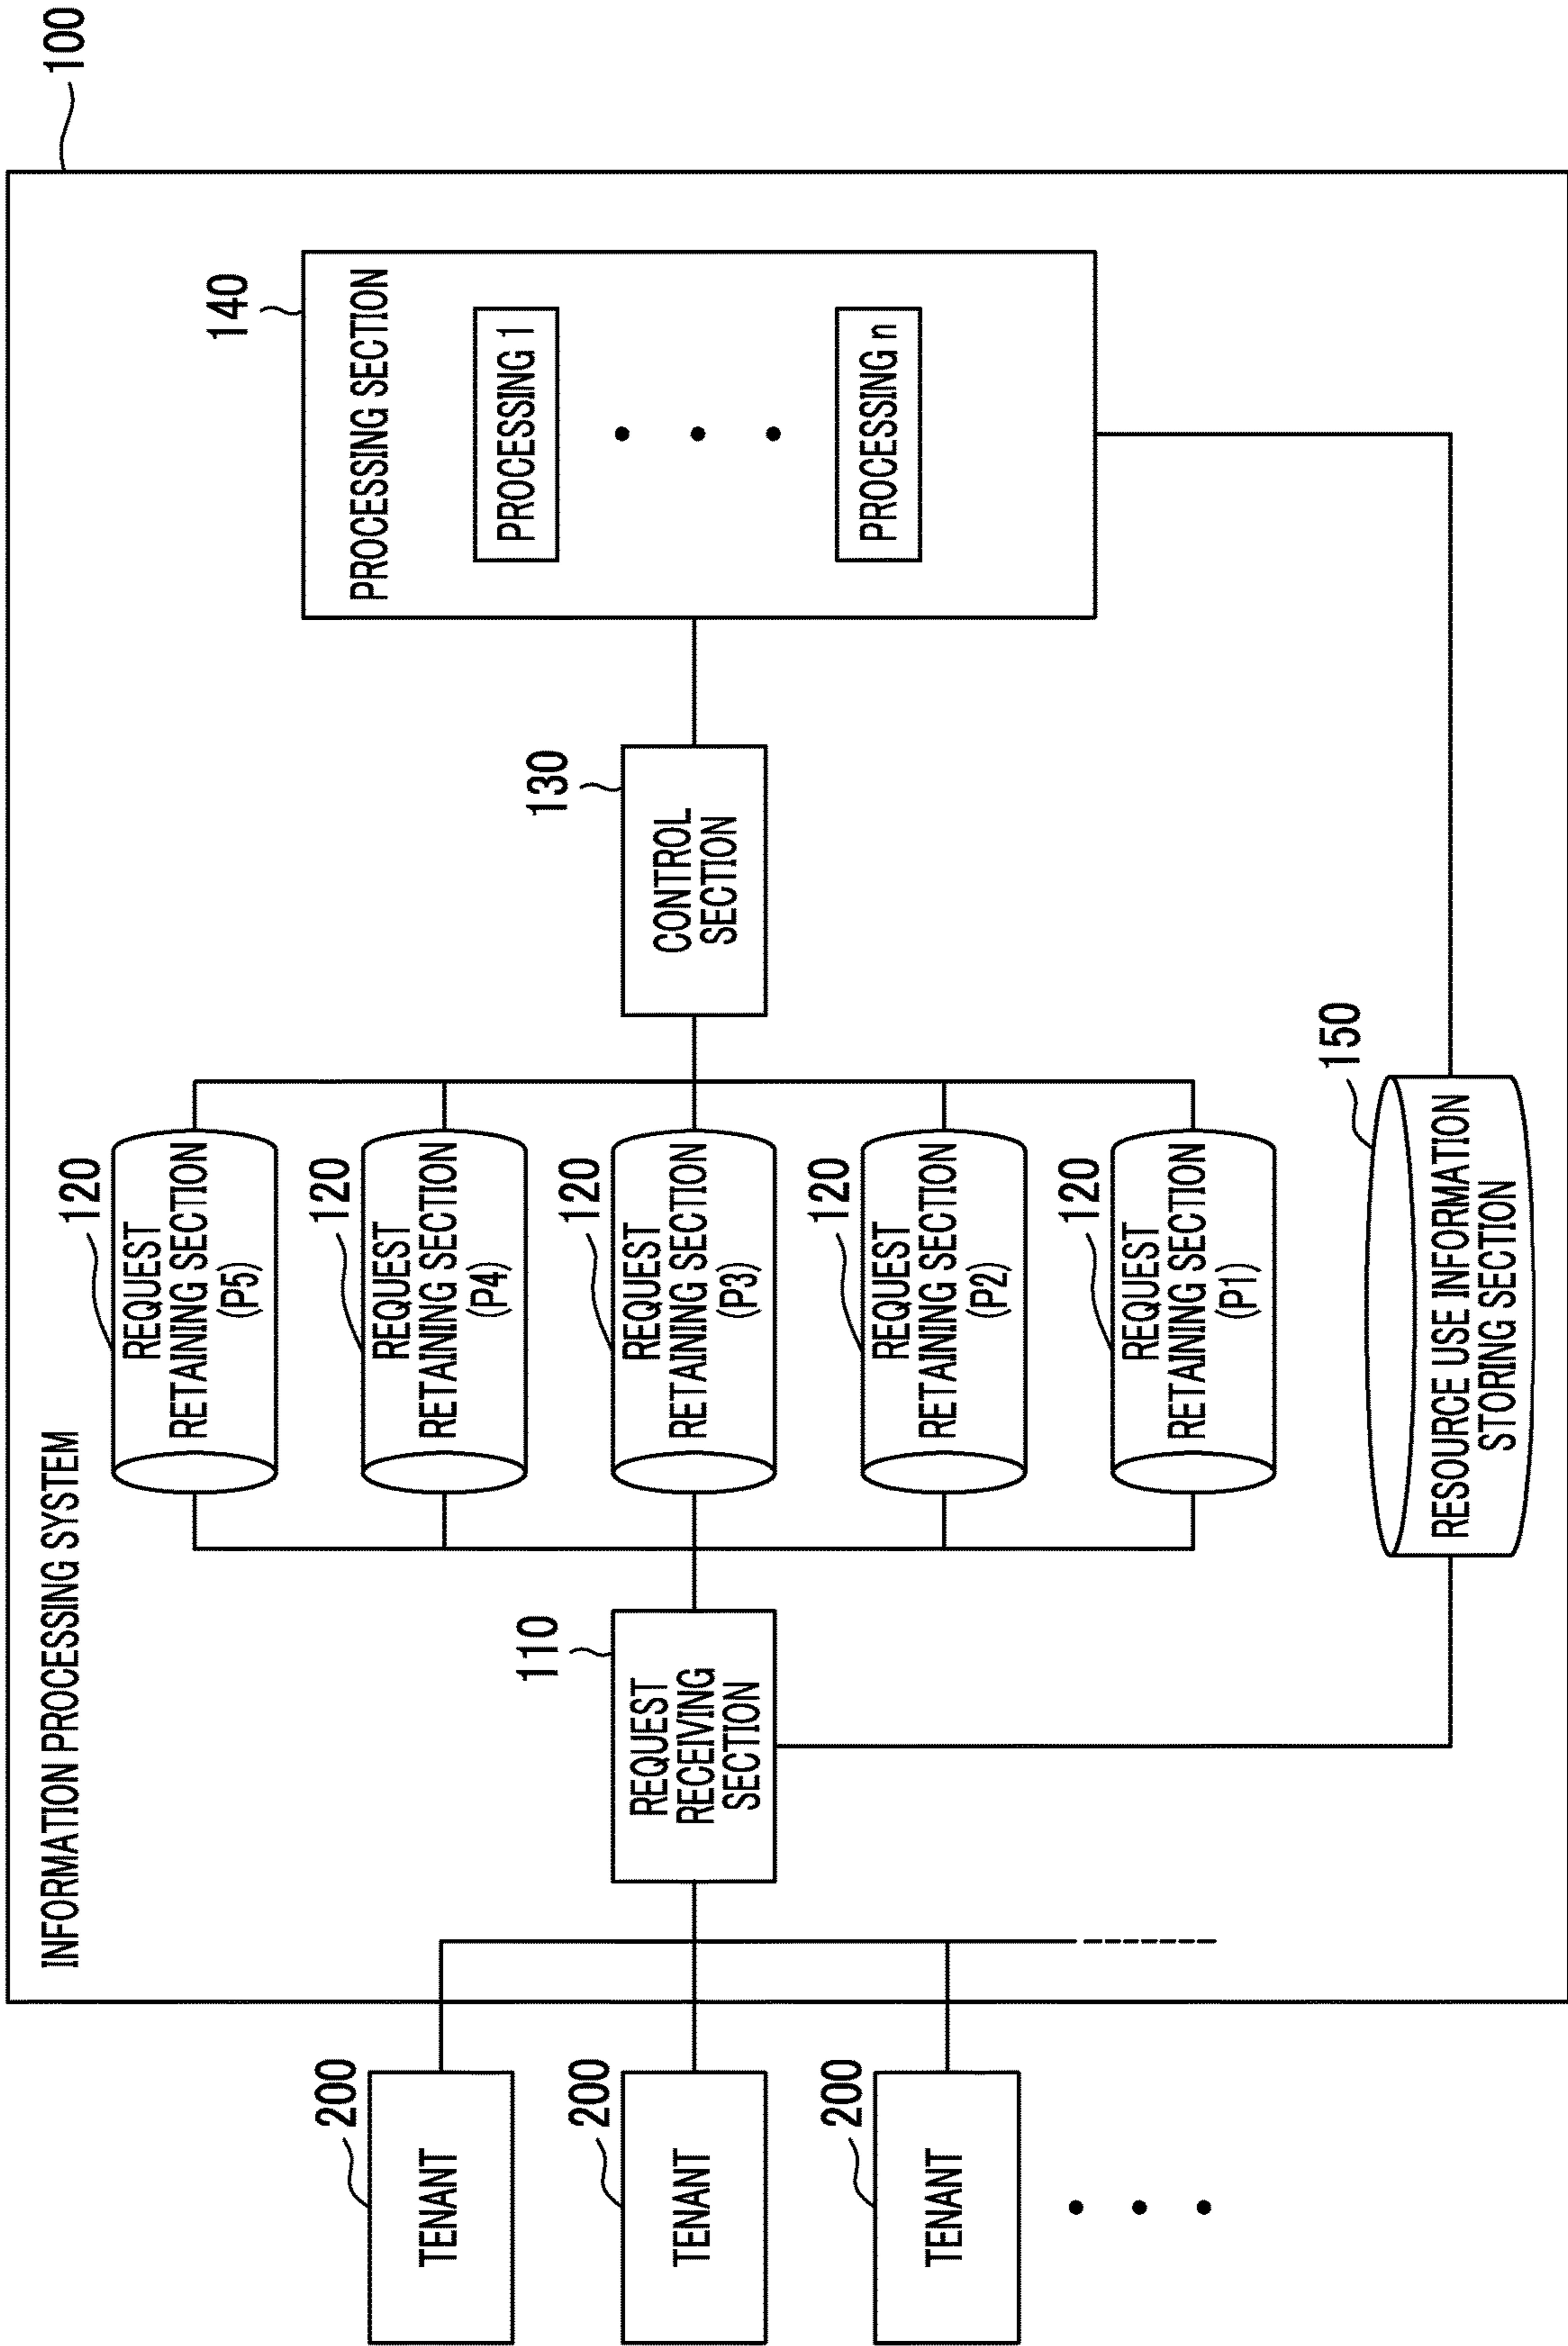 100
INFORMATION PROCESSING SYSTEM
200
TENANT
200
TENANT
200
TENANT
110
REQUEST
RECEIVING
SECTION
120
REQUEST
RETAINING SECTION
(P5)
120
REQUEST
RETAINING SECTION
(P4)
120
REQUEST
RETAINING SECTION
(P3)
120
REQUEST
RETAINING SECTION
(P2)
120
REQUEST
RETAINING SECTION
(P1)
130
CONTROL
SECTION
140
PROCESSING SECTION
PROCESSING 1
PROCESSING n
150
RESOURCE USE INFORMATION
STORING SECTION